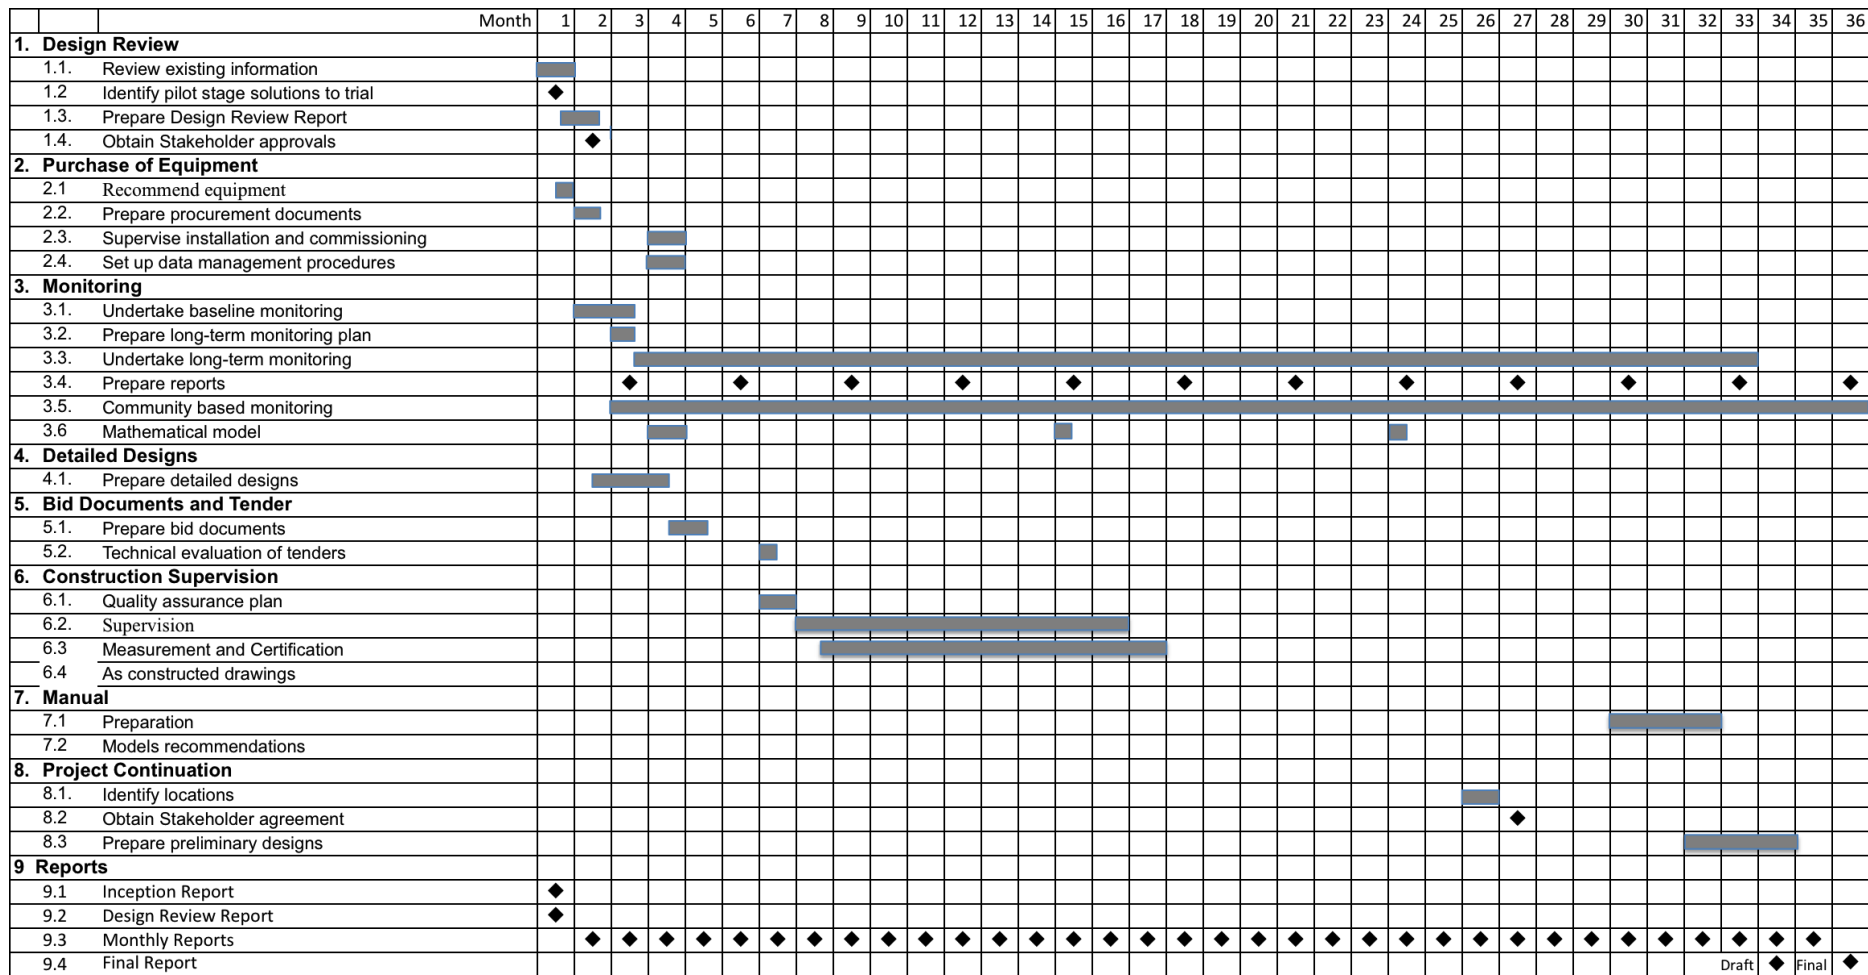 Month 1 2 3 4 5 6 7 8 9 10 11 12 13 14 15 16 17 18 19 20 21 22 23 24 25 26 27 28 29 30 31 32 33 34 35 36
1. Design Review
1.1. Review existing information
1.2 Identify pilot stage solutions to trial
1.3. Prepare Design Review Report
1.4. Obtain Stakeholder approvals
2. Purchase of Equipment
2.1 Recommend equipment
2.2. Prepare procurement documents
2.3. Supervise installation and commissioning
2.4. Set up data management procedures
3. Monitoring
3.1. Undertake baseline monitoring
3.2. Prepare long-term monitoring plan
3.3. Undertake long-term monitoring
3.4. Prepare reports
3.5. Community based monitoring
3.6 Mathematical model
4. Detailed Designs
4.1. Prepare detailed designs
5. Bid Documents and Tender
5.1. Prepare bid documents
5.2. Technical evaluation of tenders
6. Construction Supervision
6.1. Quality assurance plan
6.2. Supervision
6.3 Measurement and Certification
6.4 As constructed drawings
7. Manual
7.1 Preparation
7.2 Models recommendations
8. Project Continuation
8.1. Identify locations
8.2 Obtain Stakeholder agreement
8.3 Prepare preliminary designs
9 Reports
9.1 Inception Report
9.2 Design Review Report
9.3 Monthly Reports
9.4 Final Report Draft Final